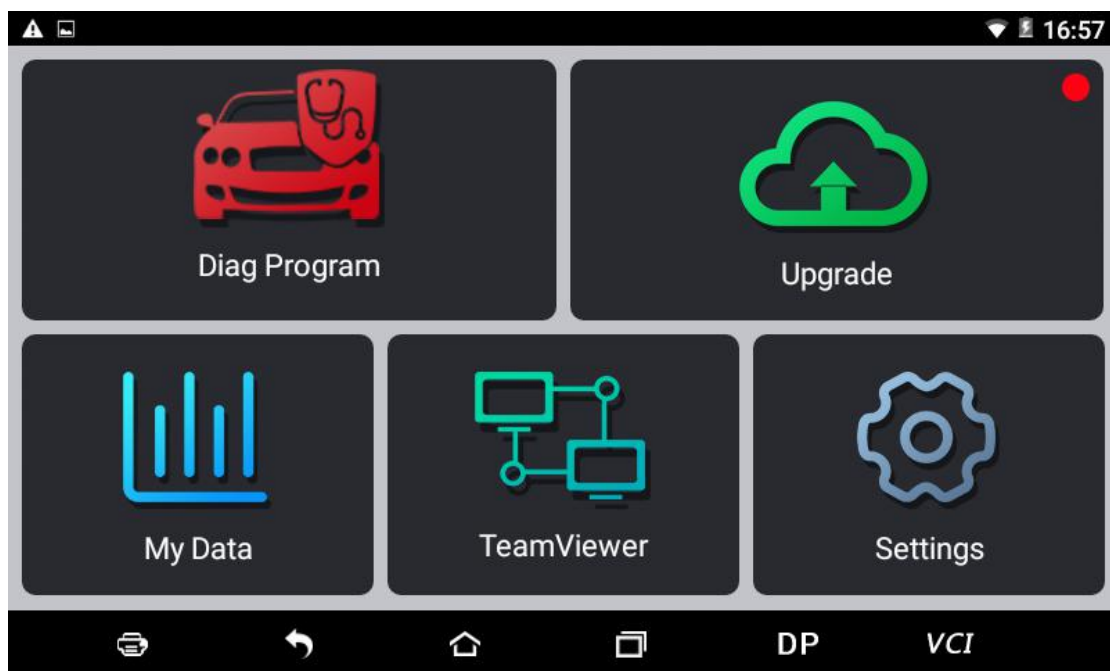 16:57
Diag Program
Upgrade
My Data
TeamViewer
Settings
DP
VCI